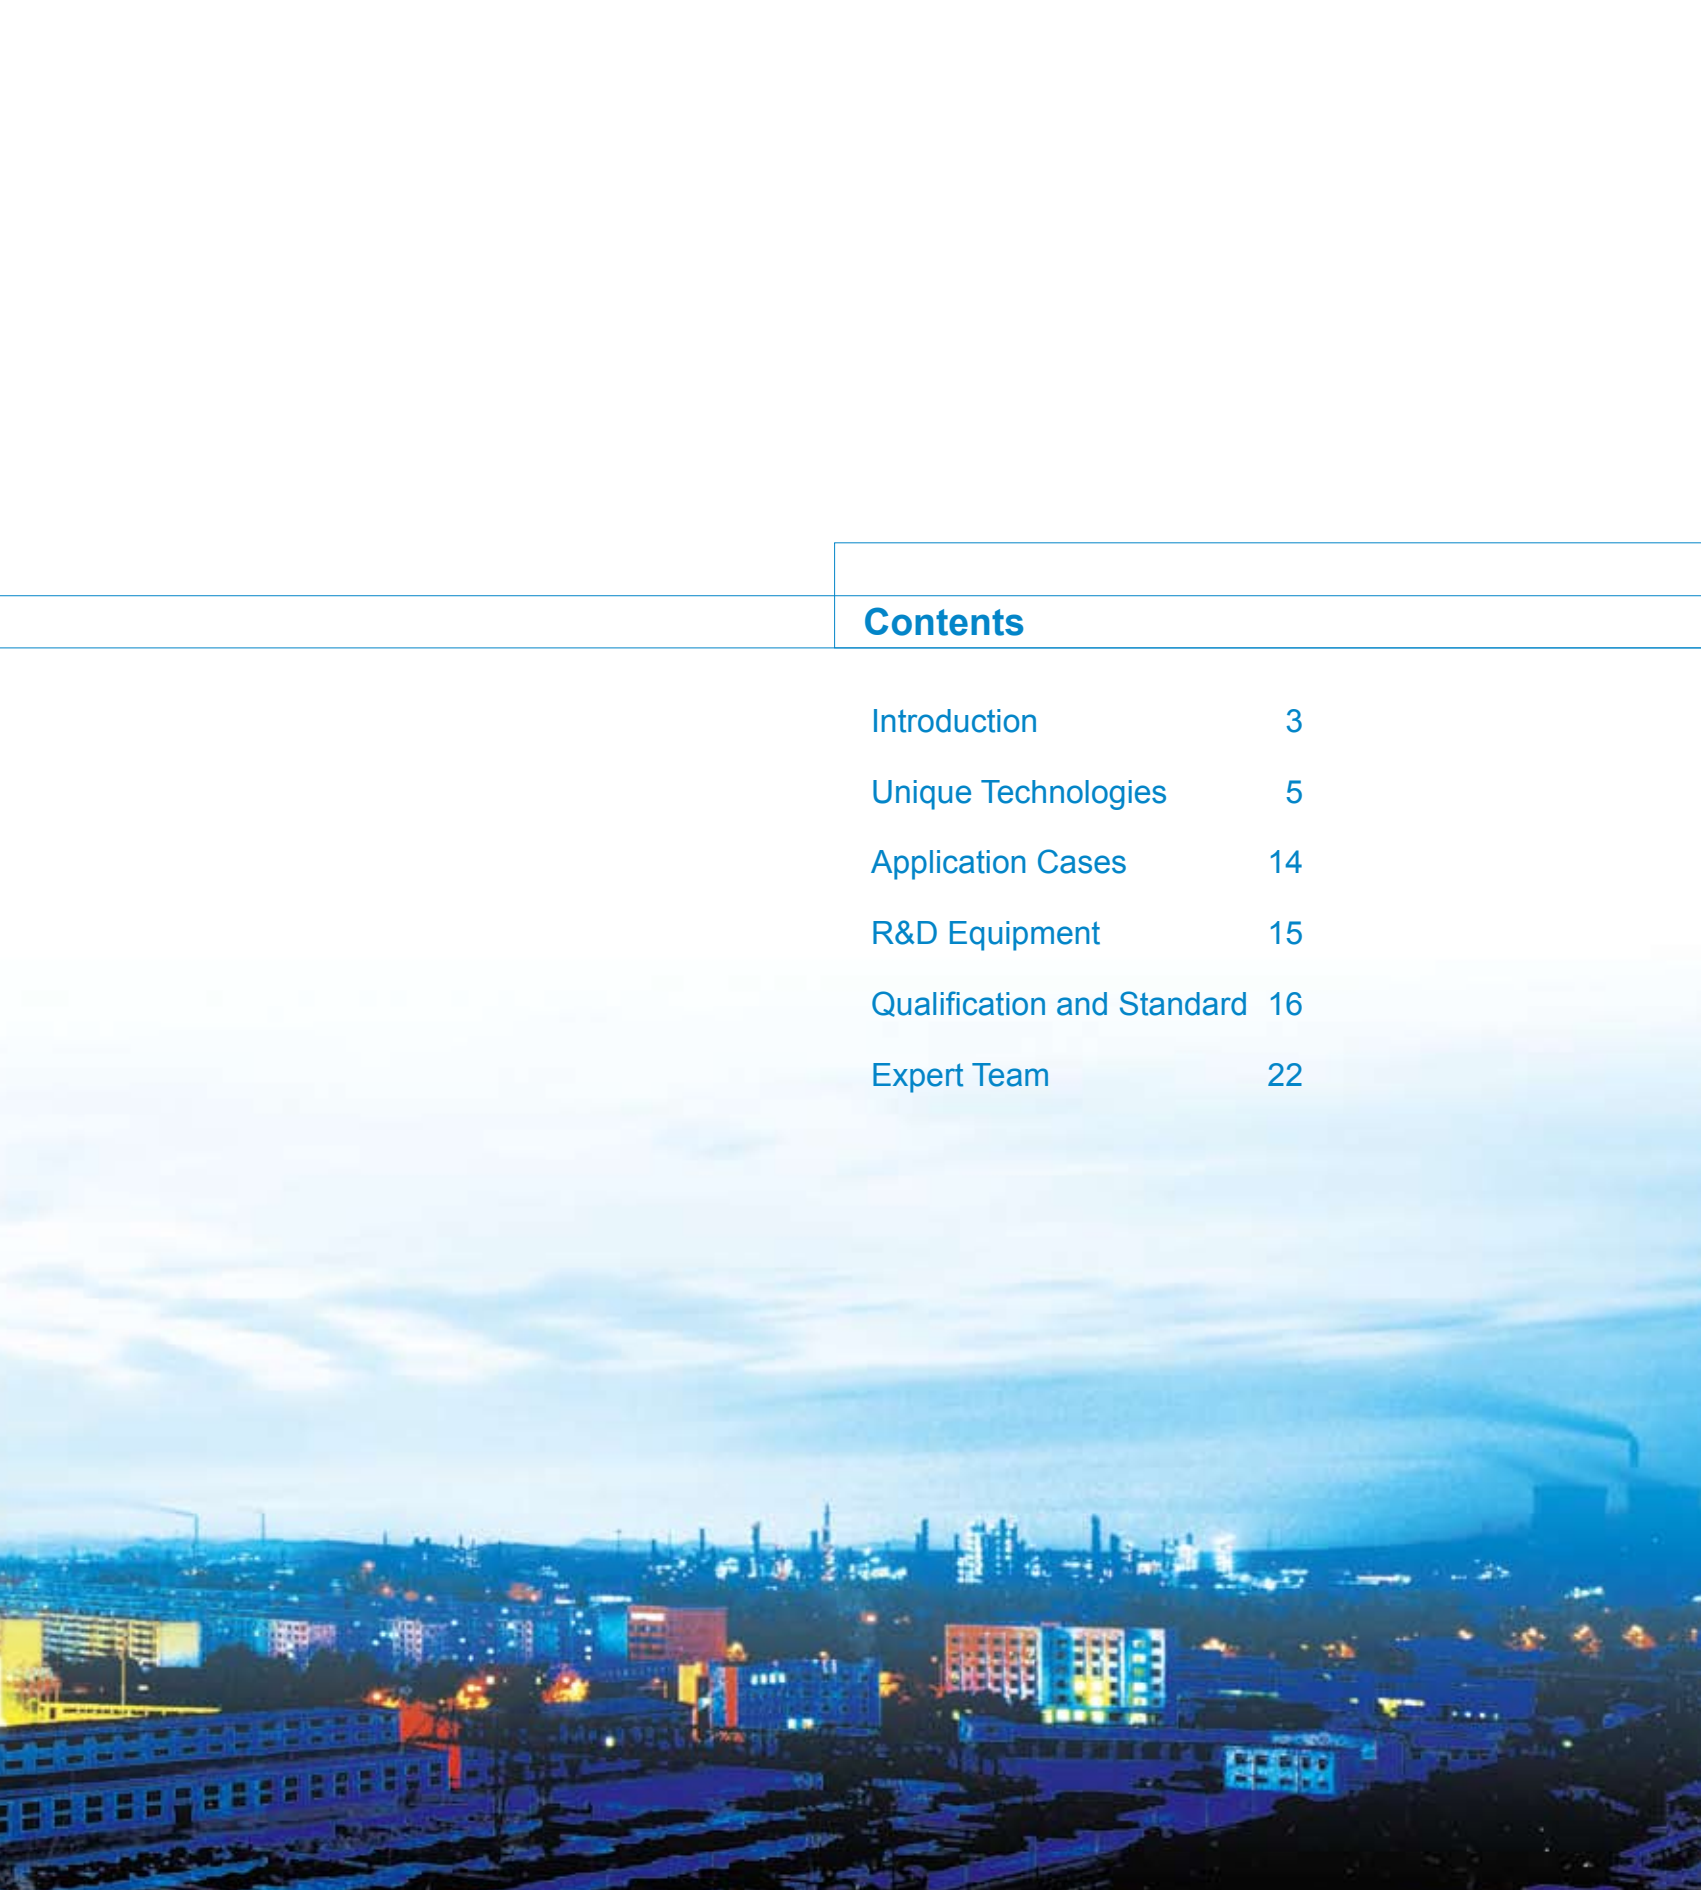 Contents
Introduction 3
Unique Technologies 5
Application Cases 14
R&D Equipment 15
Qualification and Standard 16
Expert Team 22